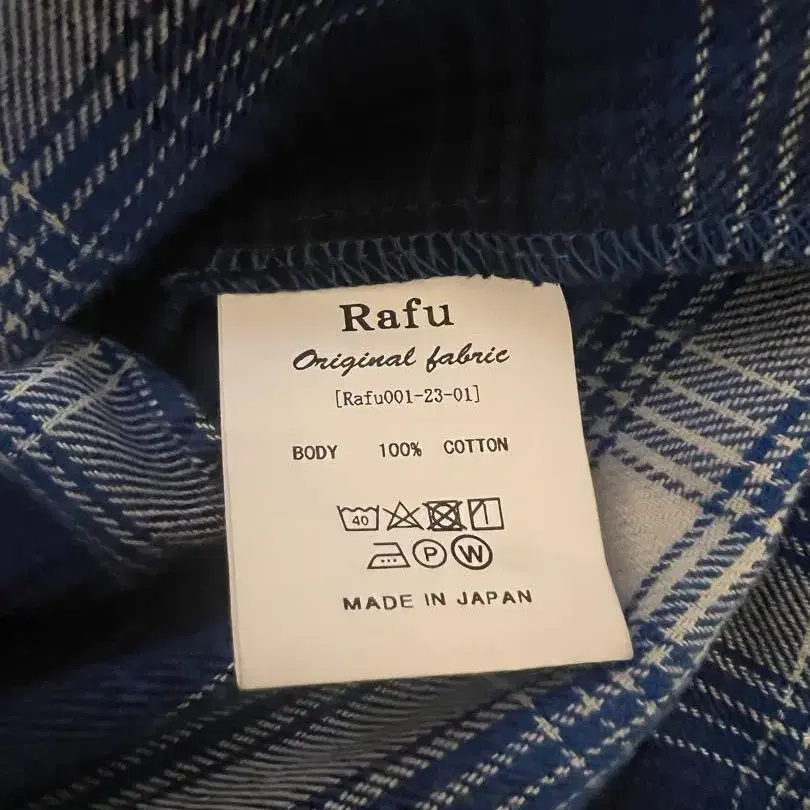 Rafu
Original fabric
[Rafu001-23-01]
BODY 100% COTTON
40
P W
MADE IN JAPAN